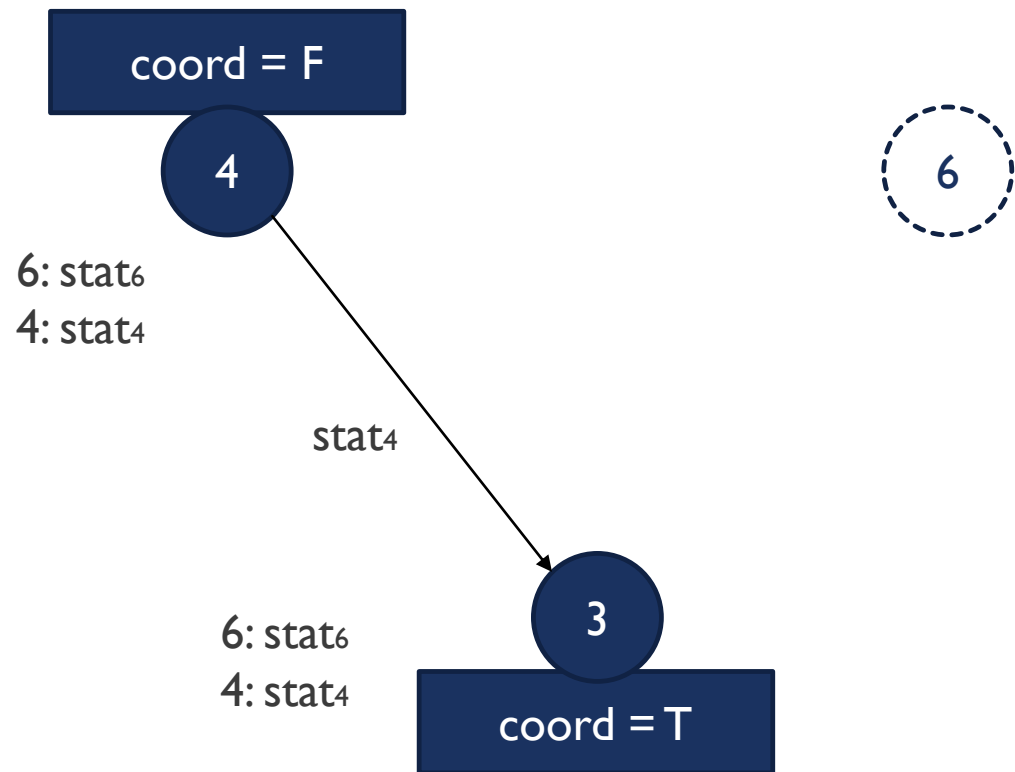 coord = F
4
6
6: stat₆
4: stat₄
stat₄
3
6: stat₆
4: stat₄
coord = T